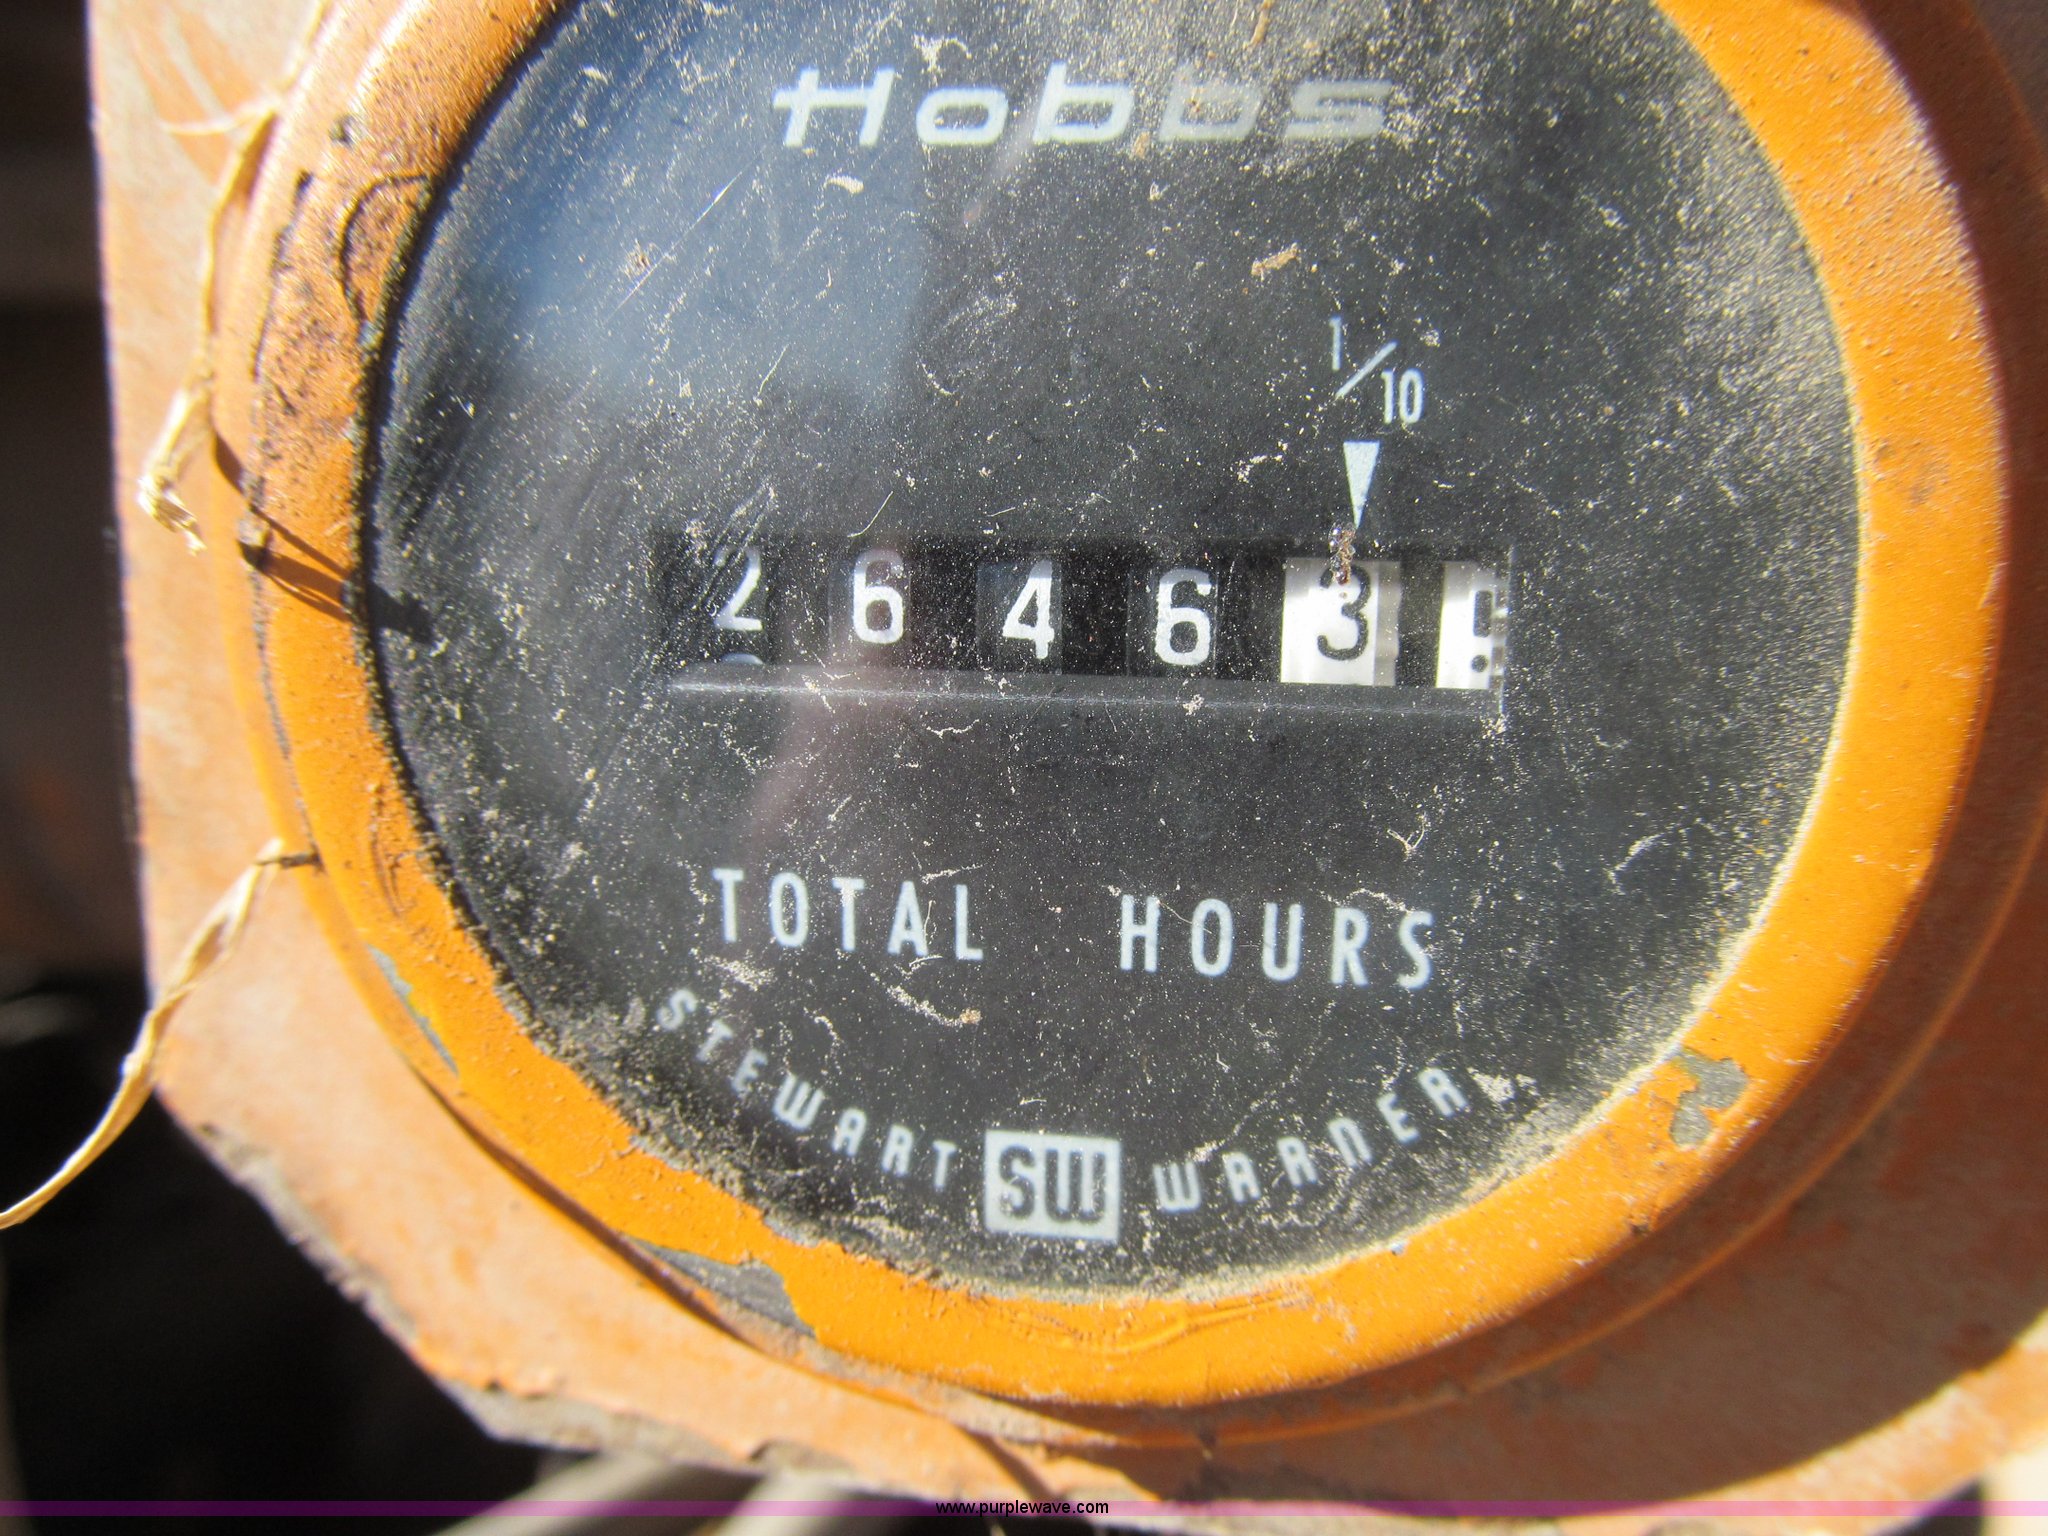 Hobbs
1/10
2 6 4 6 3
TOTAL HOURS
STEWART SW WARNER
www.purplewave.com